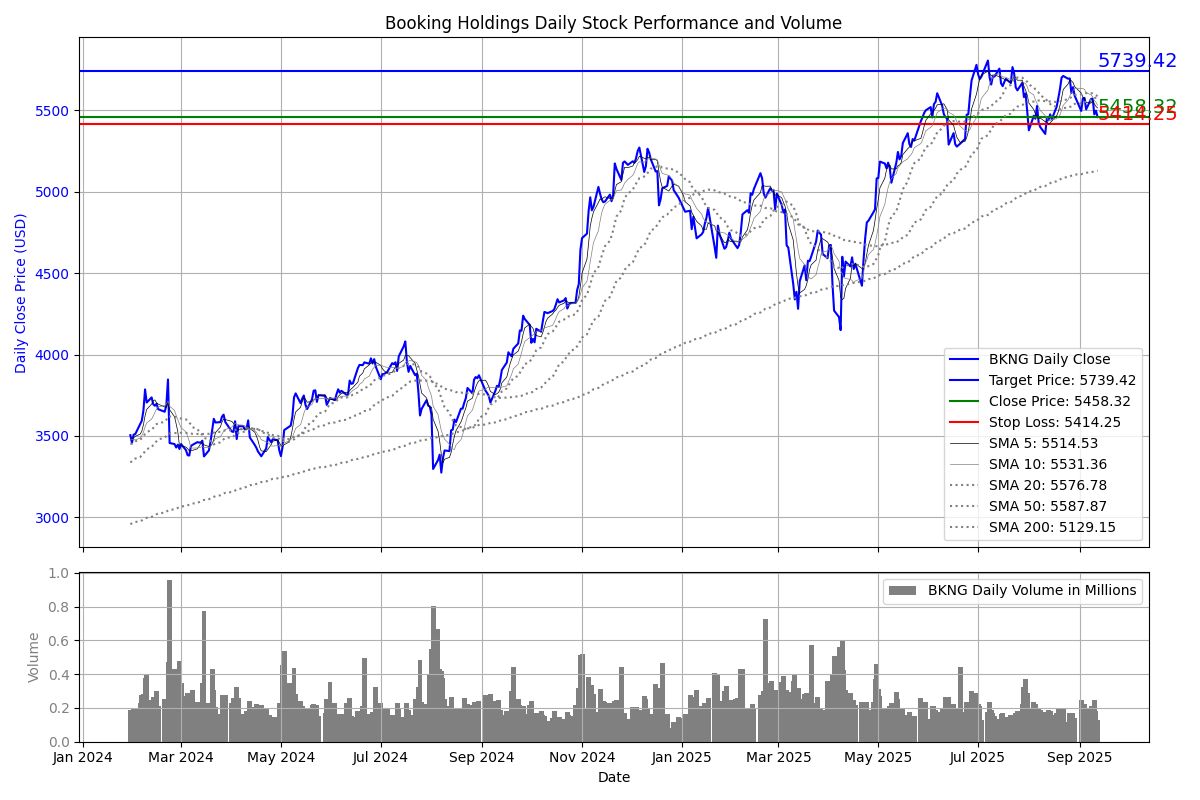 Booking Holdings Daily Stock Performance and Volume
5739.42
5458.32
5414.25
Daily Close Price (USD)
5500
5000
4500
4000
3500
3000
BKNG Daily Close
Target Price: 5739.42
Close Price: 5458.32
Stop Loss: 5414.25
SMA 5: 5514.53
SMA 10: 5531.36
SMA 20: 5576.78
SMA 50: 5587.87
SMA 200: 5129.15
Volume
1.0
0.8
0.6
0.4
0.2
0.0
BKNG Daily Volume in Millions
Jan 2024 Mar 2024 May 2024 Jul 2024 Sep 2024 Nov 2024 Jan 2025 Mar 2025 May 2025 Jul 2025 Sep 2025
Date